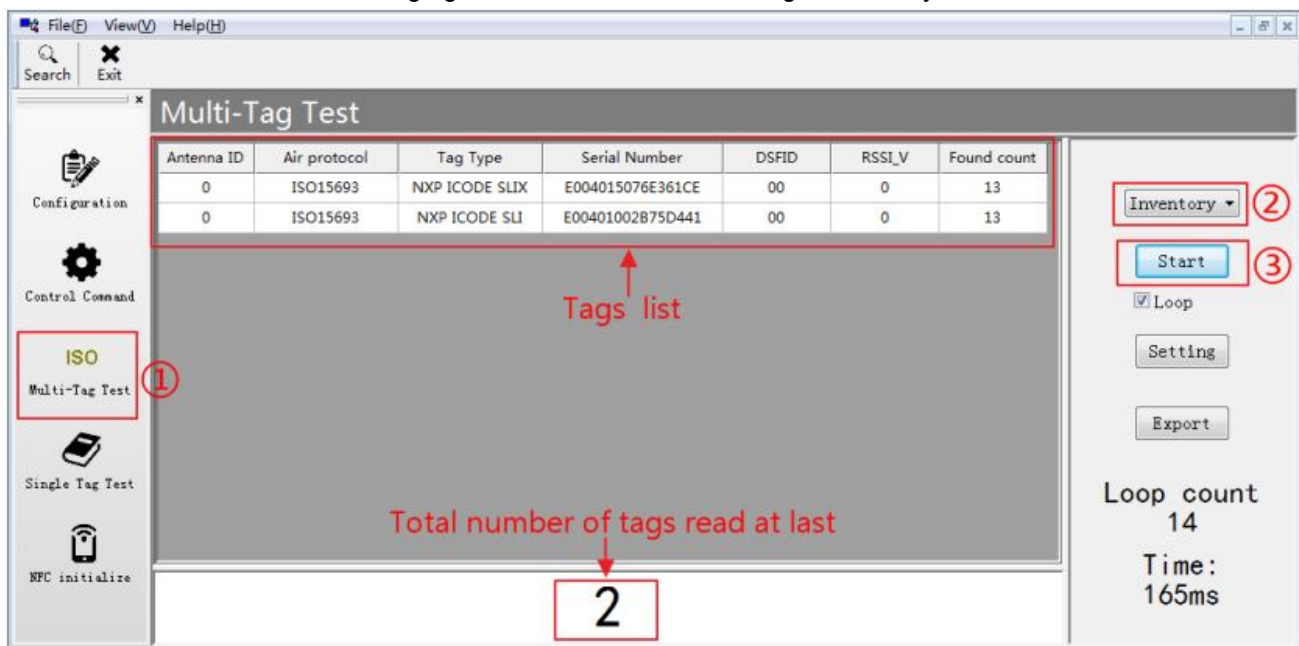 File(F) View(V) Help(H)
Search Exit
Multi-Tag Test
Antenna ID Air protocol Tag Type Serial Number DSFID RSSI_V Found count
0 ISO15693 NXP ICODE SLIX E004015076E361CE 00 0 13
0 ISO15693 NXP ICODE SLI E00401002B75D441 00 0 13
Configuration
Control Command
ISO
Multi-Tag Test
①
Single Tag Test
NFC initialize
Tags list
Total number of tags read at last
2
Inventory
②
Start
③
Loop
Setting
Export
Loop count
14
Time:
165ms